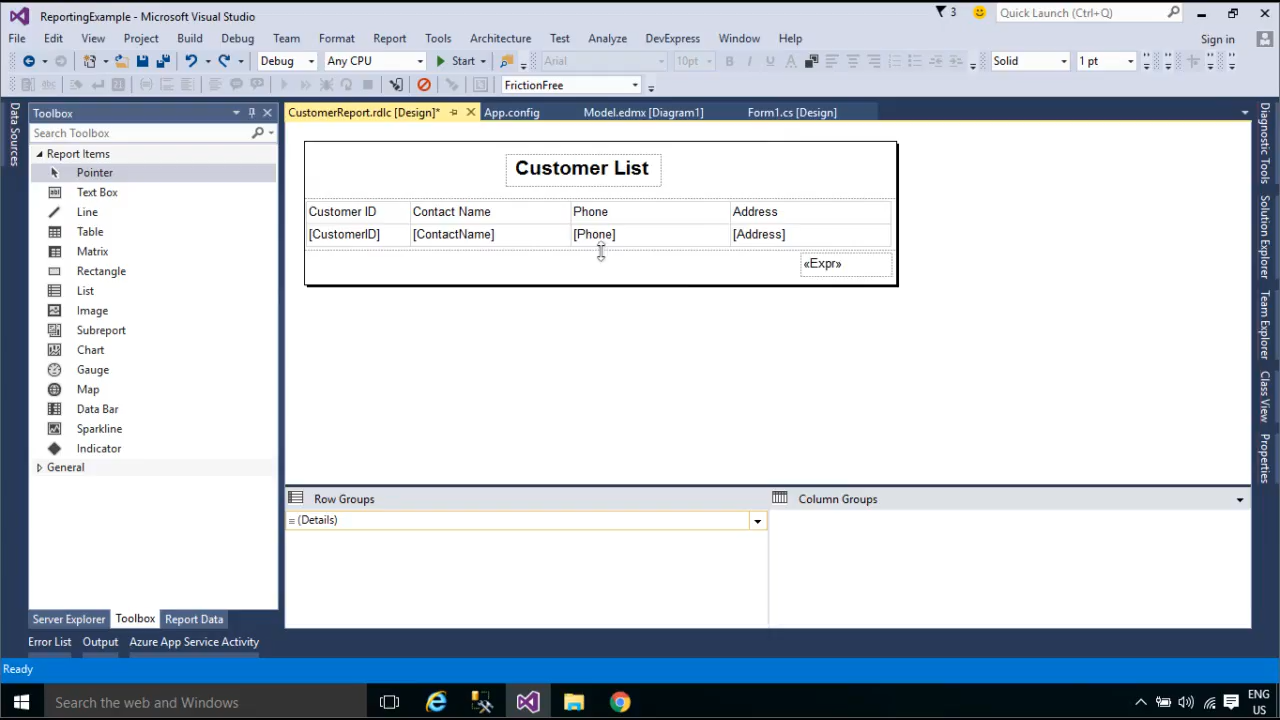 ReportingExample - Microsoft Visual Studio
3
Quick Launch (Ctrl+Q)
File Edit View Project Build Debug Team Format Report Tools Architecture Test Analyze DevExpress Window Help
Sign in
Debug Any CPU Start Arial 10pt B I U A Solid 1 pt
FrictionFree
Data Sources
Toolbox
Search Toolbox
Report Items
Pointer
Text Box
Line
Table
Matrix
Rectangle
List
Image
Subreport
Chart
Gauge
Map
Data Bar
Sparkline
Indicator
General
Server Explorer Toolbox Report Data
CustomerReport.rdlc [Design]* App.config Model.edmx [Diagram1] Form1.cs [Design]
Customer List
Customer ID Contact Name Phone Address
[CustomerID] [ContactName] [Phone] [Address]
«Expr»
Row Groups
Column Groups
(Details)
Diagnostic Tools
Solution Explorer
Team Explorer
Class View
Properties
Error List Output Azure App Service Activity
Ready
Search the web and Windows
ENG
US